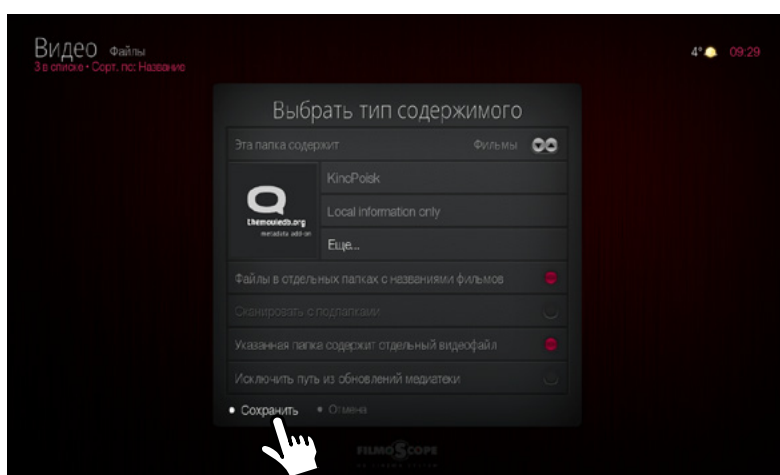 Видео Файлы
3 в списке • Сорт. по: Название
4° 09:29
Выбрать тип содержимого
Эта папка содержит Фильмы
KinoPoisk
Local information only
Еще...
themoviedb.org
metadata add-on
Файлы в отдельных папках с названиями фильмов
Сканировать с подпапками
Указанная папка содержит отдельный видеофайл
Исключить путь из обновлений медиатеки
• Сохранить • Отмена
FILMOSCOPE